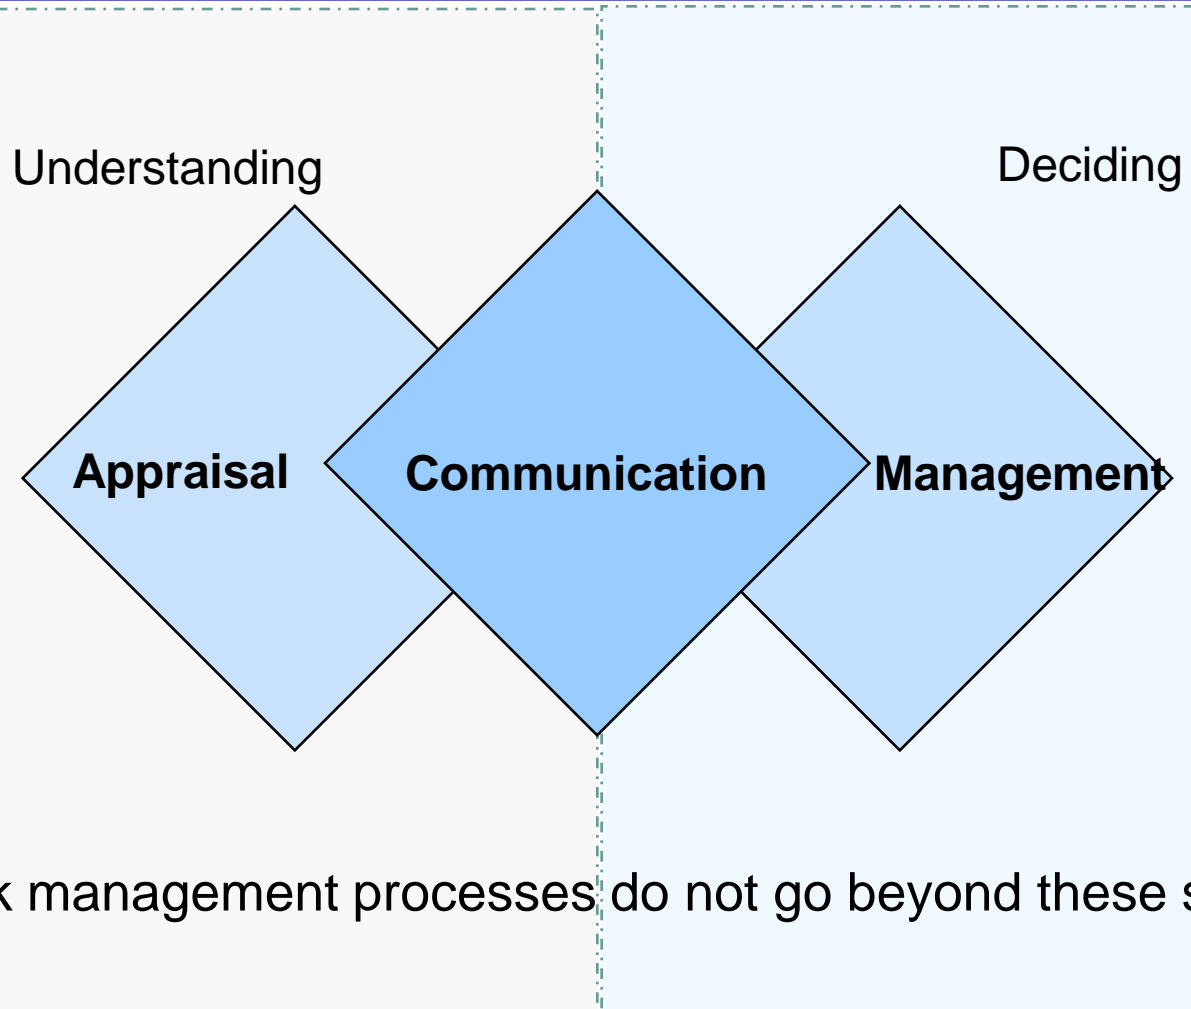 Understanding
Deciding
Appraisal
Communication
Management
k management processes do not go beyond these s